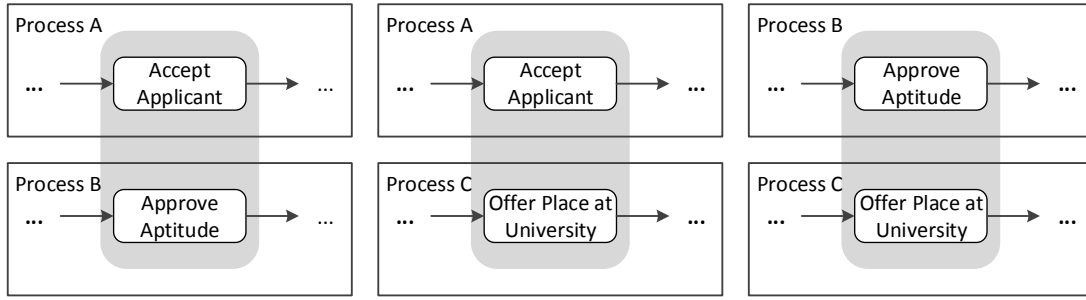 Process A
... Accept Applicant ...
Process B
... Approve Aptitude ...
Process A
... Accept Applicant ...
Process C
... Offer Place at University ...
Process B
... Approve Aptitude ...
Process C
... Offer Place at University ...